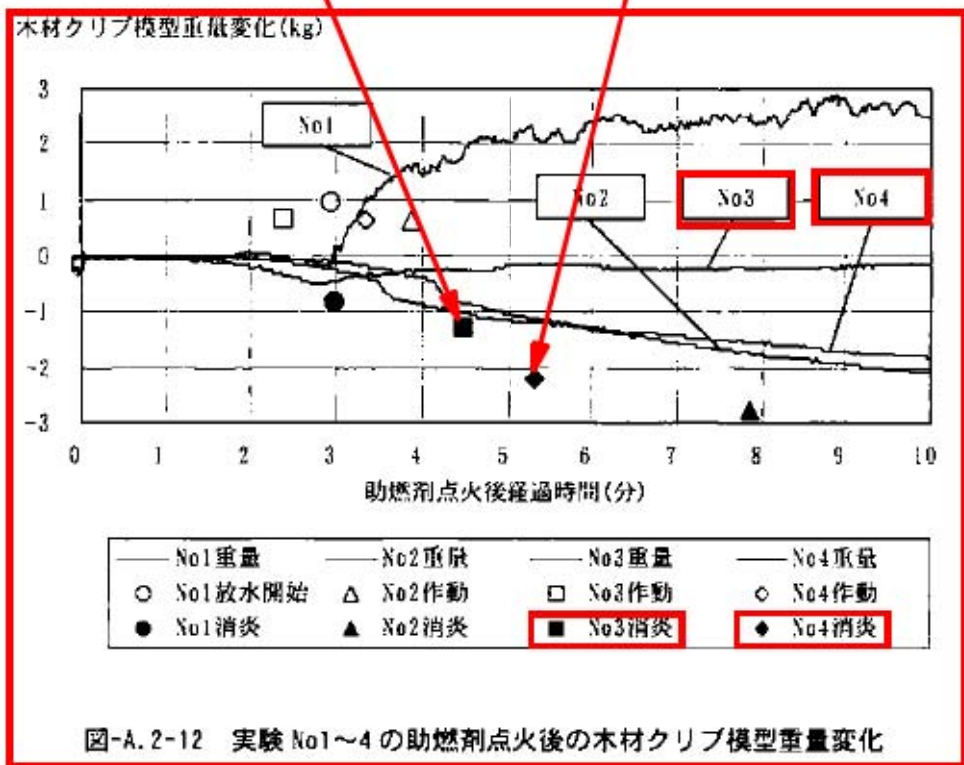 木材クリブ模型重量変化(kg)
3
2
1
0
-1
-2
-3
No1
No2
No3
No4
0 1 2 3 4 5 6 7 8 9 10
助燃剤点火後経過時間(分)
No1重量 No2重量 No3重量 No4重量
○ No1放水開始 △ No2作動 □ No3作動 ◇ No4作動
● No1消炎 ▲ No2消炎 ■ No3消炎 ◆ No4消炎
図-A.2-12 実験 No1～4 の助燃剤点火後の木材クリブ模型重量変化